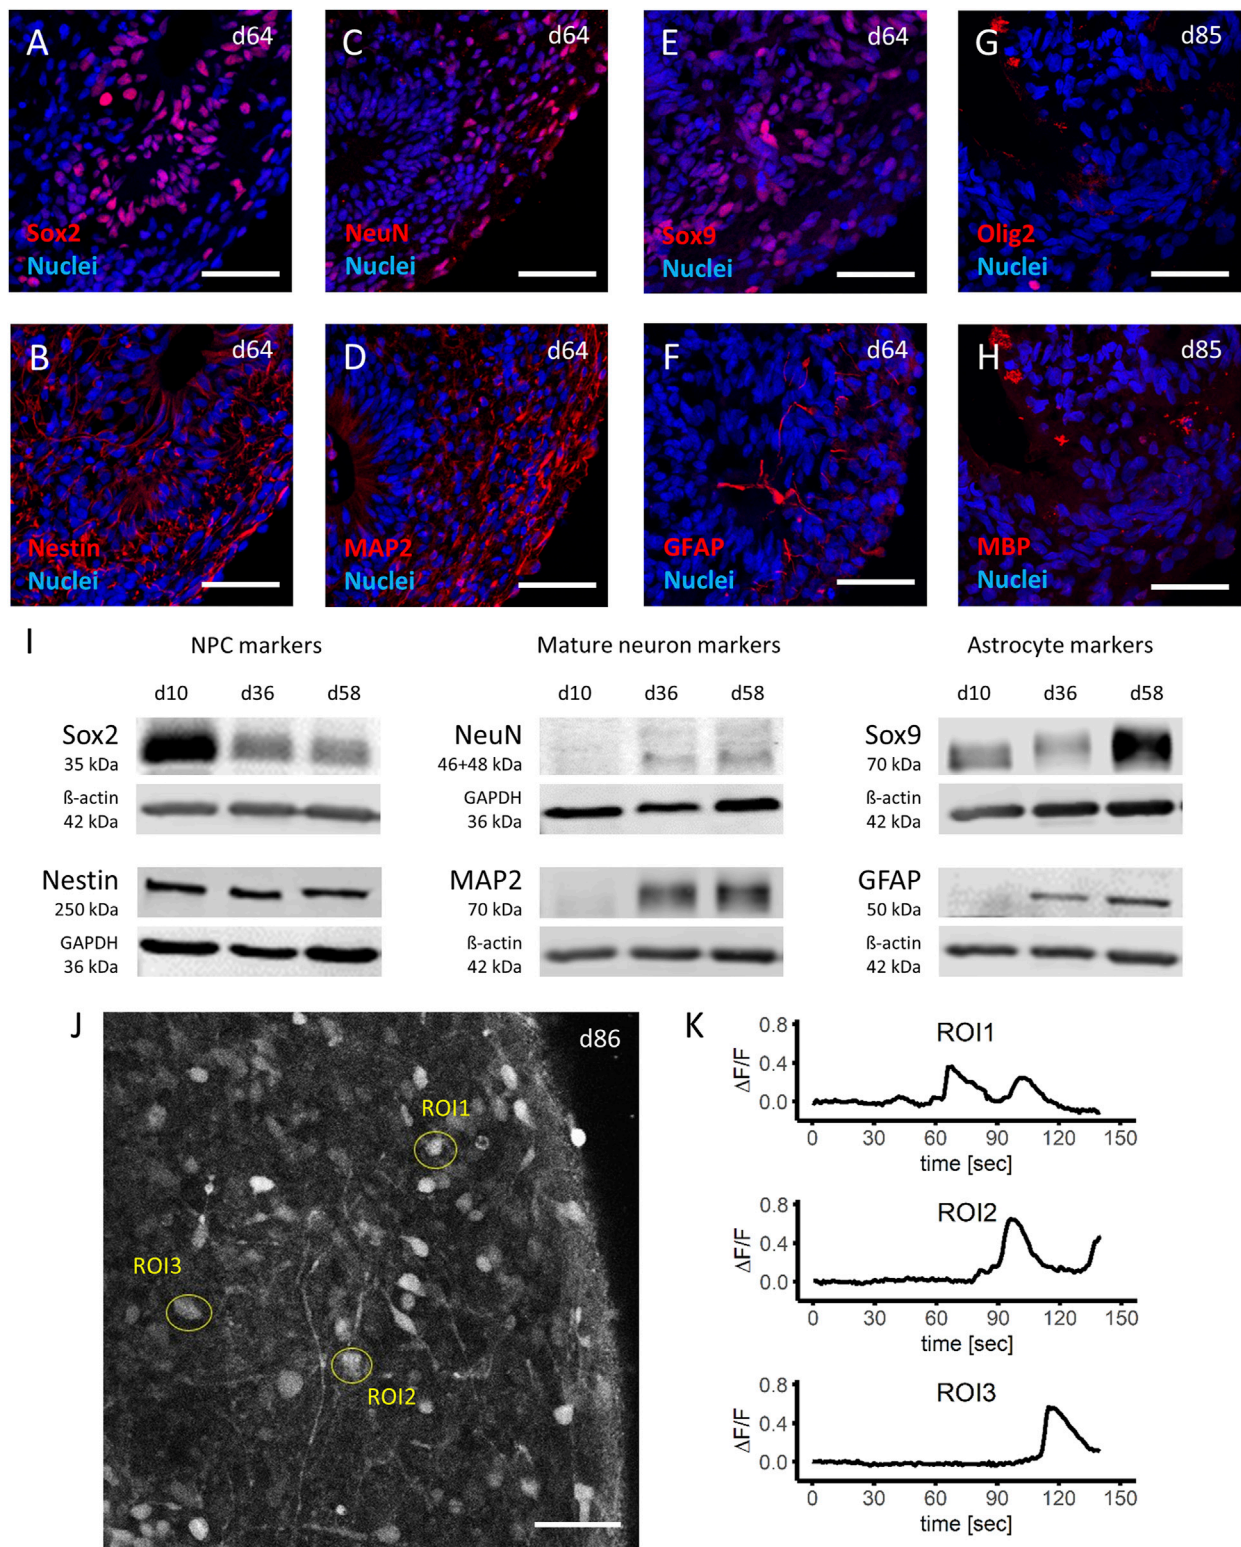 A d64
Sox2
Nuclei
C d64
NeuN
Nuclei
E d64
Sox9
Nuclei
G d85
Olig2
Nuclei
B d64
Nestin
Nuclei
D d64
MAP2
Nuclei
F d64
GFAP
Nuclei
H d85
MBP
Nuclei
I
NPC markers
d10 d36 d58
Sox2
35 kDa
ß-actin
42 kDa
Nestin
250 kDa
GAPDH
36 kDa
Mature neuron markers
d10 d36 d58
NeuN
46+48 kDa
GAPDH
36 kDa
MAP2
70 kDa
ß-actin
42 kDa
Astrocyte markers
d10 d36 d58
Sox9
70 kDa
ß-actin
42 kDa
GFAP
50 kDa
ß-actin
42 kDa
J d86
ROI1
ROI3
ROI2
K
ROI1
ΔF/F
0.8
0.4
0.0
0 30 60 90 120 150
time [sec]
ROI2
ΔF/F
0.8
0.4
0.0
0 30 60 90 120 150
time [sec]
ROI3
ΔF/F
0.8
0.4
0.0
0 30 60 90 120 150
time [sec]